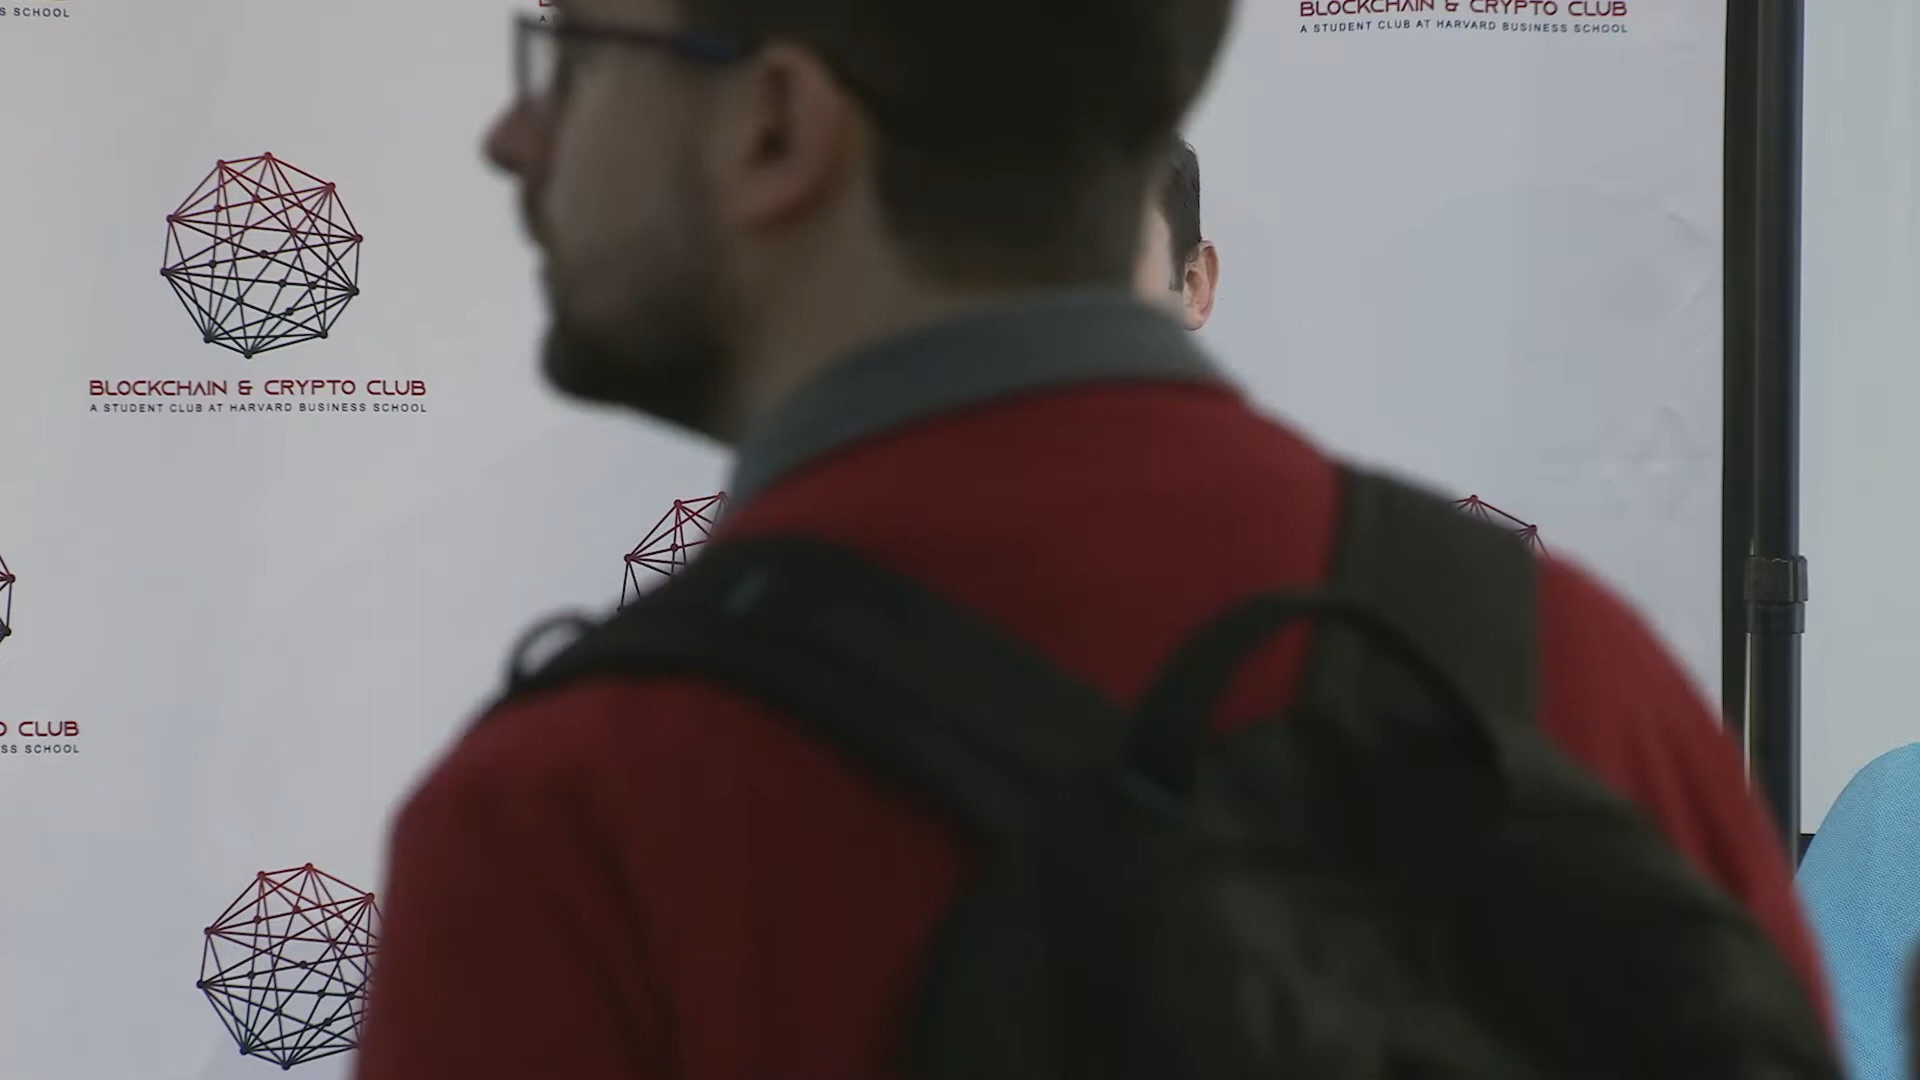 S SCHOOL
BLOCKCHAIN & CRYPTO CLUB
A STUDENT CLUB AT HARVARD BUSINESS SCHOOL
BLOCKCHAIN & CRYPTO CLUB
A STUDENT CLUB AT HARVARD BUSINESS SCHOOL
O CLUB
SS SCHOOL